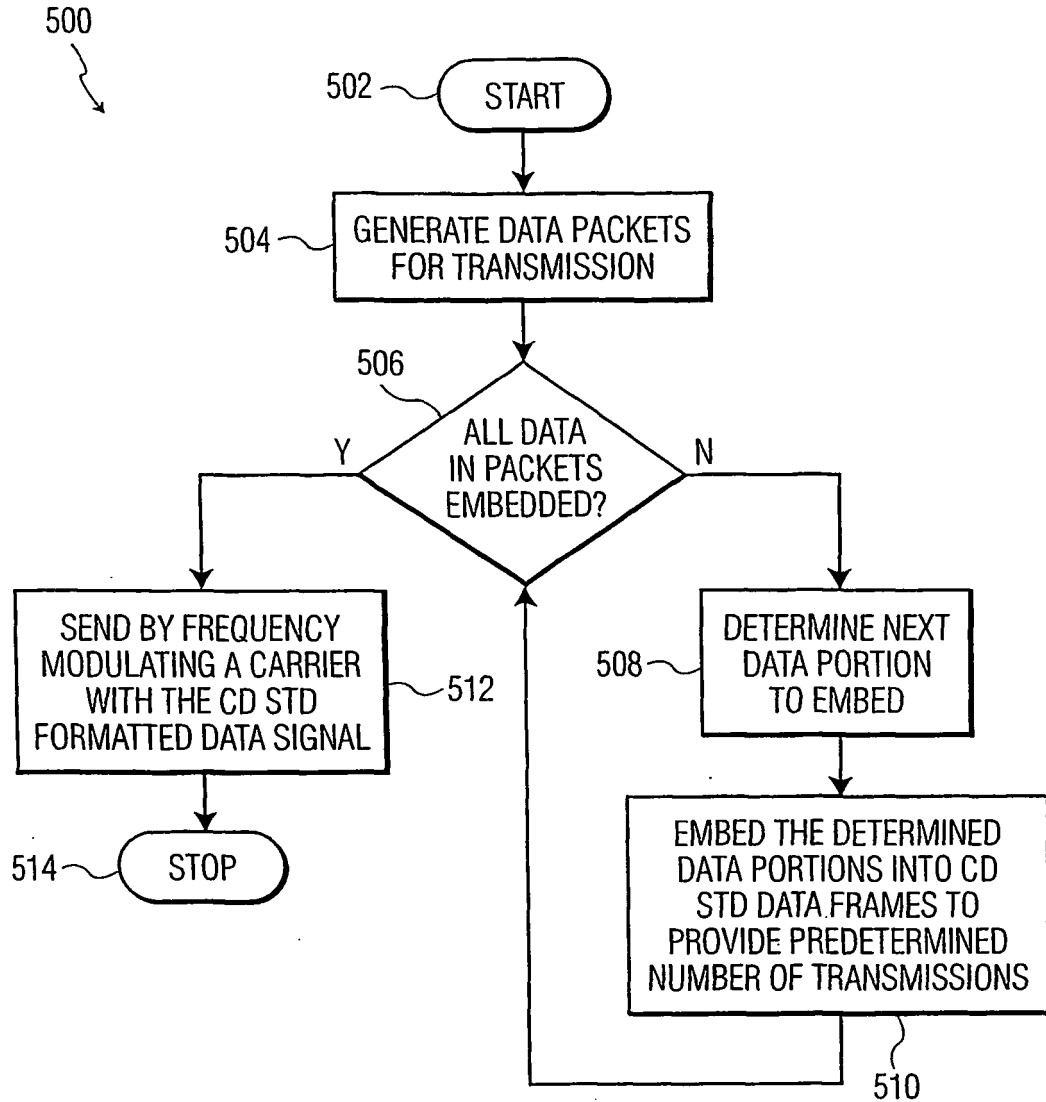 500
502
START
504
GENERATE DATA PACKETS
FOR TRANSMISSION
506
ALL DATA
IN PACKETS
EMBEDDED?
Y
N
SEND BY FREQUENCY
MODULATING A CARRIER
WITH THE CD STD
FORMATTED DATA SIGNAL
512
508
DETERMINE NEXT
DATA PORTION
TO EMBED
514
STOP
EMBED THE DETERMINED
DATA PORTIONS INTO CD
STD DATA FRAMES TO
PROVIDE PREDETERMINED
NUMBER OF TRANSMISSIONS
510